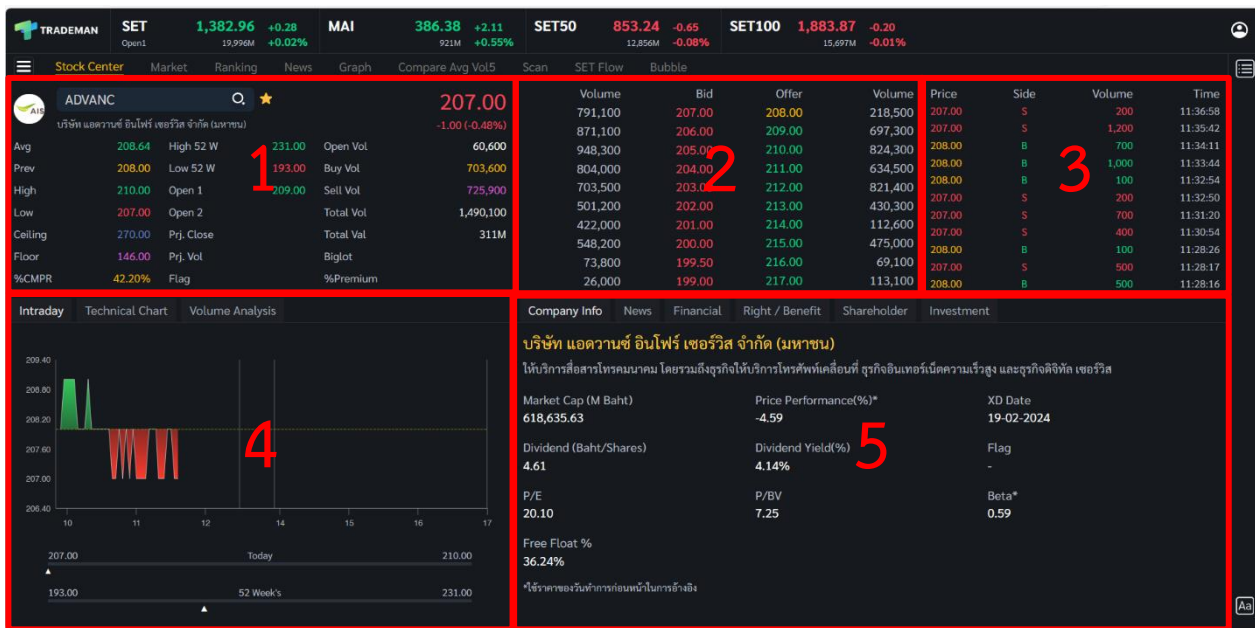 TRADEMAN SET 1,382.96 +0.28 MAI 386.38 +2.11 SET50 853.24 -0.65 SET100 1,883.87 -0.20
Open1 19,996M +0.02% 921M +0.55% 12,856M -0.08% 15,697M -0.01%
Stock Center Market Ranking News Graph Compare Avg Vol5 Scan SET Flow Bubble
AIS ADVANC 207.00
บริษัท แอดวานซ์ อินโฟร์ เซอร์วิส จำกัด (มหาชน) -1.00 (-0.48%)
Avg 208.64 High 52 W 231.00 Open Vol 60,600
Prev 208.00 Low 52 W 193.00 Buy Vol 703,600
High 210.00 Open 1 209.00 Sell Vol 725,900
Low 207.00 Open 2 Total Vol 1,490,100
Ceiling 270.00 Prj. Close Total Val 311M
Floor 146.00 Prj. Vol Biglot
%CMPR 42.20% Flag %Premium
1
Volume Bid Offer Volume
791,100 207.00 208.00 218,500
871,100 206.00 209.00 697,300
948,300 205.00 210.00 824,300
804,000 204.00 211.00 634,500
703,500 203.00 212.00 821,400
501,200 202.00 213.00 430,300
422,000 201.00 214.00 112,600
548,200 200.00 215.00 475,000
73,800 199.50 216.00 69,100
26,000 199.00 217.00 113,100
2
Price Side Volume Time
207.00 S 200 11:36:58
207.00 S 1,200 11:35:42
208.00 B 700 11:34:11
208.00 B 1,000 11:33:44
208.00 B 100 11:32:54
207.00 S 200 11:32:50
207.00 S 700 11:31:20
207.00 S 400 11:30:54
208.00 B 100 11:28:26
207.00 S 500 11:28:17
208.00 B 500 11:28:16
3
Intraday Technical Chart Volume Analysis
209.40
208.80
208.20
207.60
207.00
206.40
10 11 12 14 15 16 17
207.00 Today 210.00
193.00 52 Week's 231.00
4
Company Info News Financial Right / Benefit Shareholder Investment
บริษัท แอดวานซ์ อินโฟร์ เซอร์วิส จำกัด (มหาชน)
ให้บริการสื่อสารโทรคมนาคม โดยรวมถึงธุรกิจให้บริการโทรศัพท์เคลื่อนที่ ธุรกิจอินเทอร์เน็ตความเร็วสูง และธุรกิจดิจิทัล เซอร์วิส
Market Cap (M Baht) Price Performance(%)* XD Date
618,635.63 -4.59 19-02-2024
Dividend (Baht/Shares) Dividend Yield(%) Flag
4.61 4.14% -
P/E P/BV Beta*
20.10 7.25 0.59
Free Float %
36.24%
*ใช้ราคาของวันทำการก่อนหน้าในการอ้างอิง
5
Aa